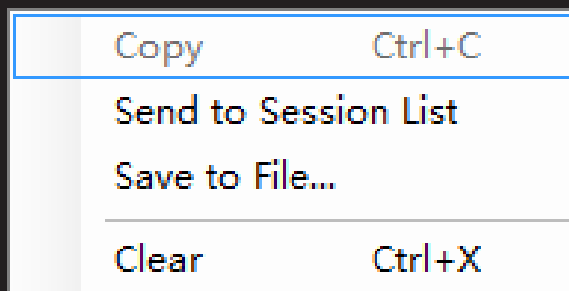 Copy Ctrl+C
Send to Session List
Save to File...
Clear Ctrl+X